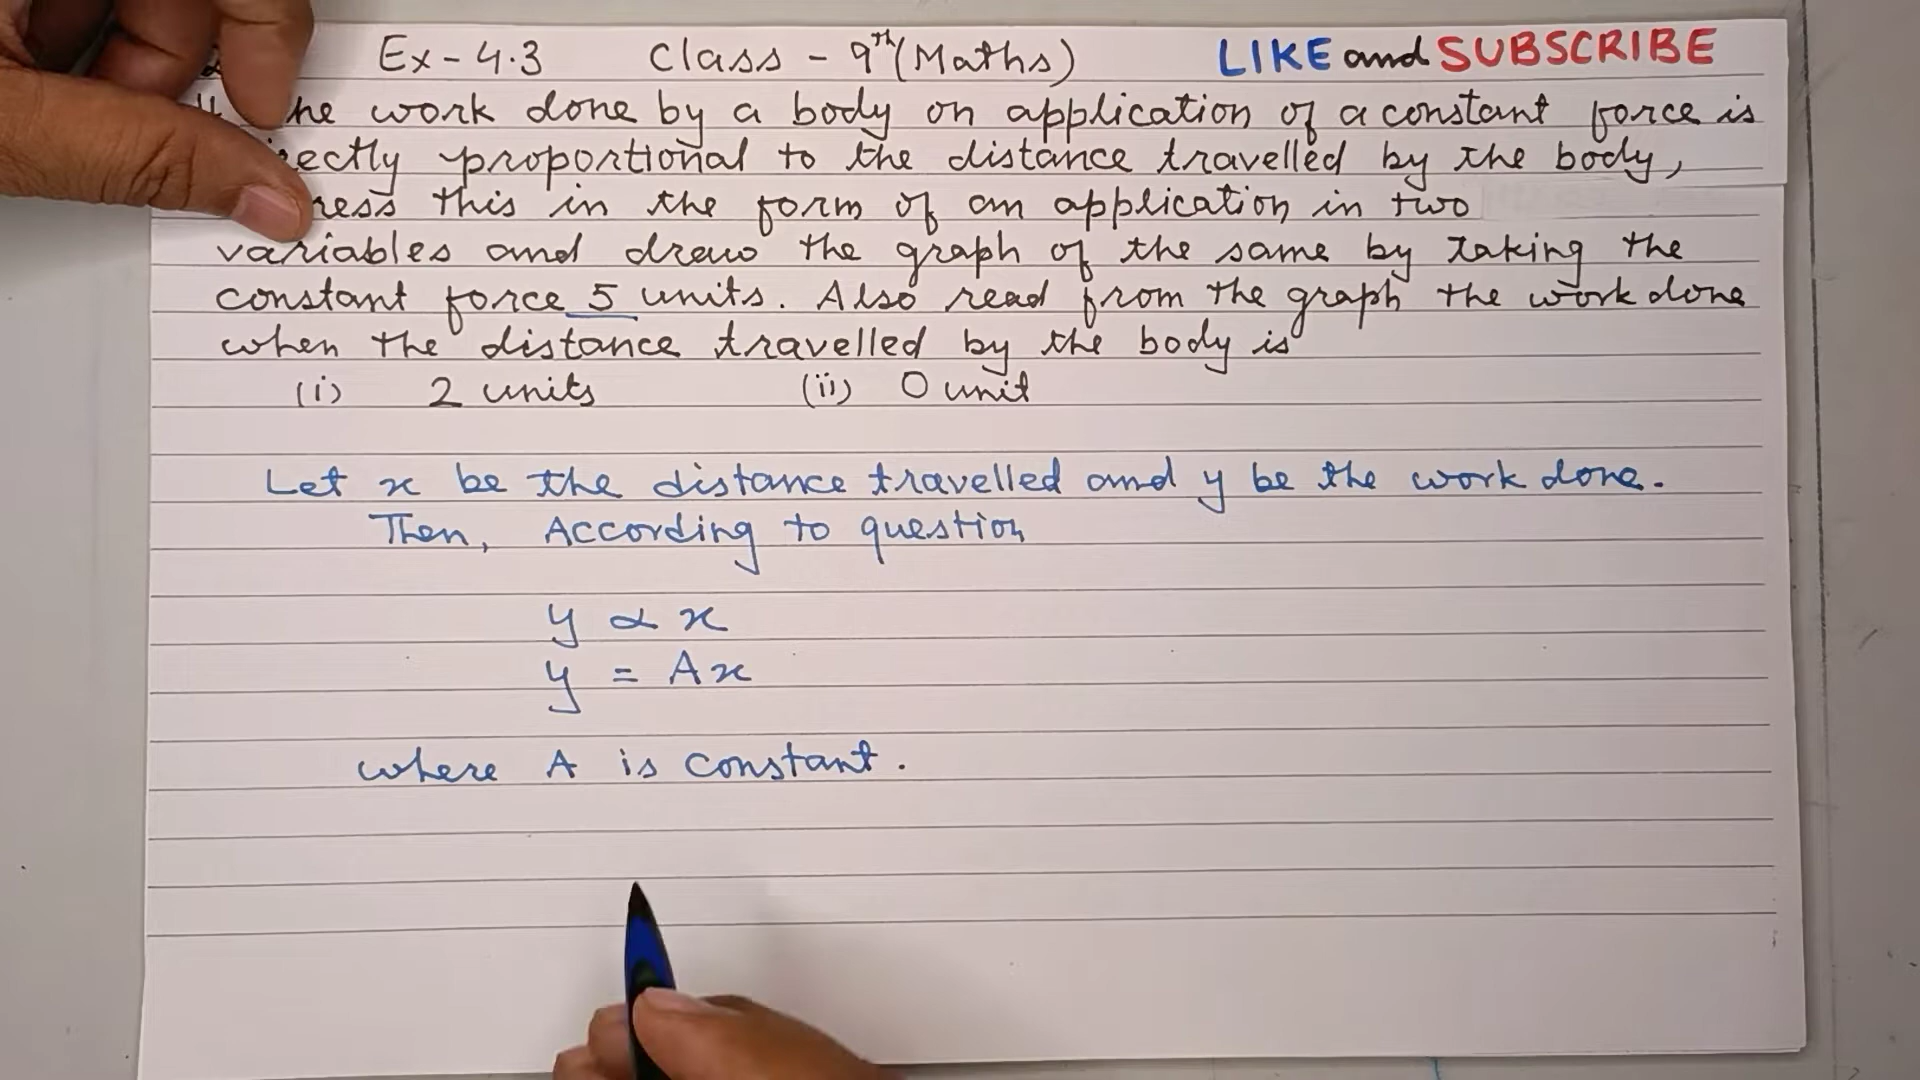 Ex - 4.3 Class - 9th (Maths) LIKE and SUBSCRIBE
work done by a body on application of a constant force is
proportional to the distance travelled by the body,
this in the form of an application in two
variables and draw the graph of the same by taking the
constant force 5 units. Also read from the graph the work done
when the distance travelled by the body is
(i) 2 units (ii) 0 unit
Let x be the distance travelled and y be the work done.
Then, According to question
y ∝ x
y = Ax
where A is constant.